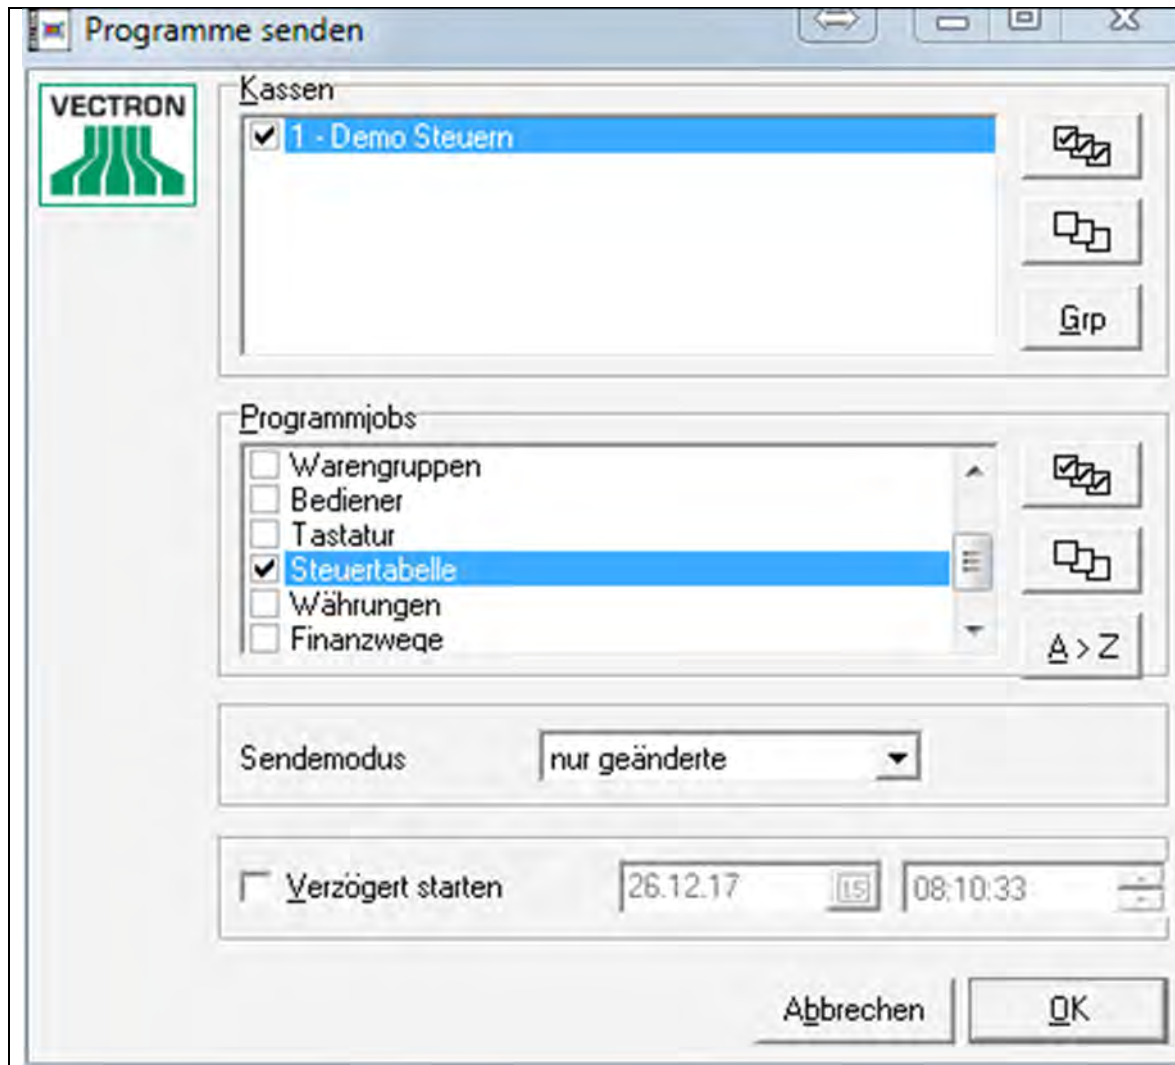 Programme senden
VECTRON
Kassen
1 - Demo Steuern
Grp
Programmjobs
Warengruppen
Bediener
Tastatur
Steuertabelle
Währungen
Finanzwege
A > Z
Sendemodus
nur geänderte
Verzögert starten
26.12.17
15
08:10:33
Abbrechen
OK